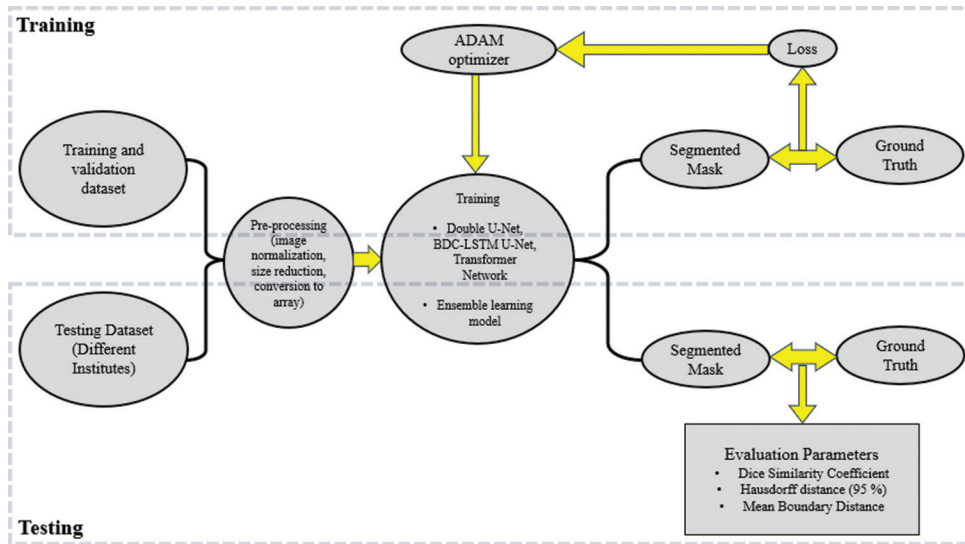 Training
ADAM
optimizer
Loss
Training and
validation
dataset
Segmented
Mask
Ground
Truth
Pre-processing
(image
normalization,
size reduction,
conversion to
array)
Training
• Double U-Net,
BDC-LSTM U-Net,
Transformer
Network
• Ensemble learning
model
Testing Dataset
(Different
Institutes)
Segmented
Mask
Ground
Truth
Evaluation Parameters
• Dice Similarity Coefficient
• Hausdorff distance (95 %)
• Mean Boundary Distance
Testing